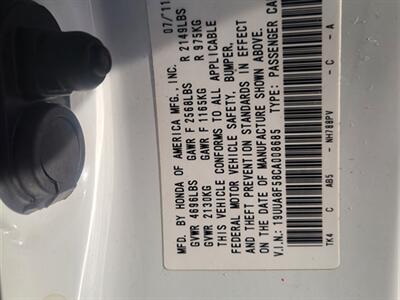 MFD. BY HONDA OF AMERICA MFG., INC. 07/11
GVWR 4696LBS GAWR F 2568LBS R 2149LBS
GVWR 2130KG GAWR F 1165KG R 975KG
THIS VEHICLE CONFORMS TO ALL APPLICABLE
FEDERAL MOTOR VEHICLE SAFETY, BUMPER,
AND THEFT PREVENTION STANDARDS IN EFFECT
ON THE DATE OF MANUFACTURE SHOWN ABOVE.
V.I.N.: 19UUA8F58CA008685 TYPE: PASSENGER CA
TK4 C AB5 - NH788PV - C - A